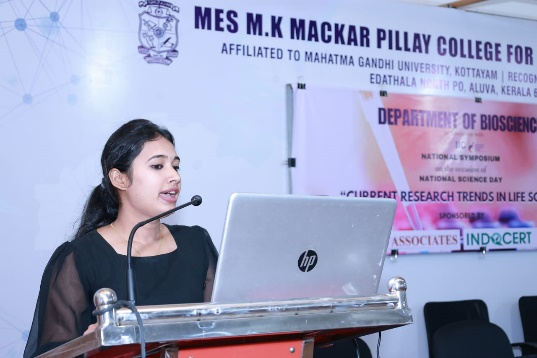 MES M.K MACKAR PILLAY COLLEGE FOR
AFFILIATED TO MAHATMA GANDHI UNIVERSITY, KOTTAYAM | RECOGN
EDATHALA NORTH PO, ALUVA, KERALA 6
DEPARTMENT OF BIOSCIEN
NATIONAL SYMPOSIUM
on the occasion of
NATIONAL SCIENCE DAY
"CURRENT RESEARCH TRENDS IN LIFE SC
SPONSORED BY
ASSOCIATES
INDOCERT
hp